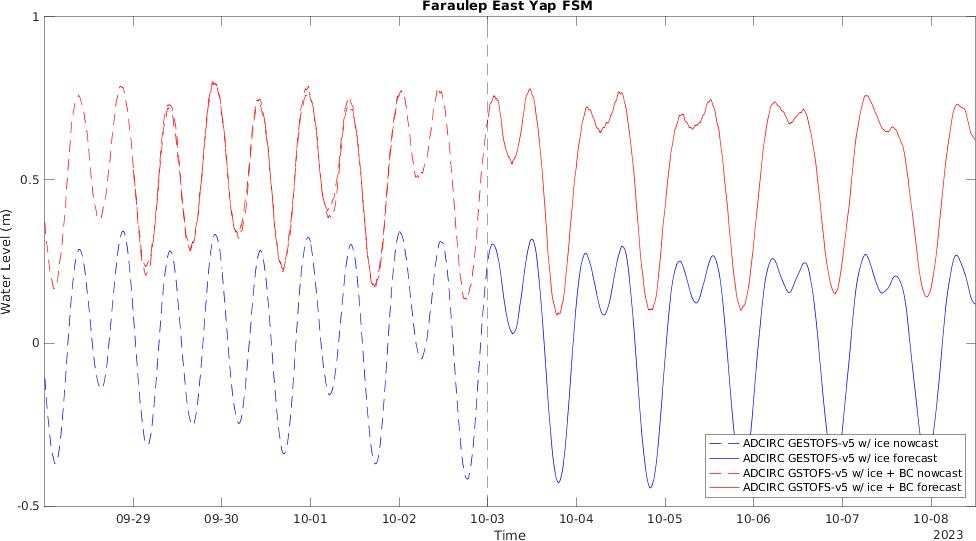 Faraulep East Yap FSM
1
0.5
0
-0.5
Water Level (m)
ADCIRC GESTOFS-v5 w/ ice nowcast
ADCIRC GESTOFS-v5 w/ ice forecast
ADCIRC GSTOFS-v5 w/ ice + BC nowcast
ADCIRC GSTOFS-v5 w/ ice + BC forecast
09-29 09-30 10-01 10-02 10-03 10-04 10-05 10-06 10-07 10-08
Time 2023